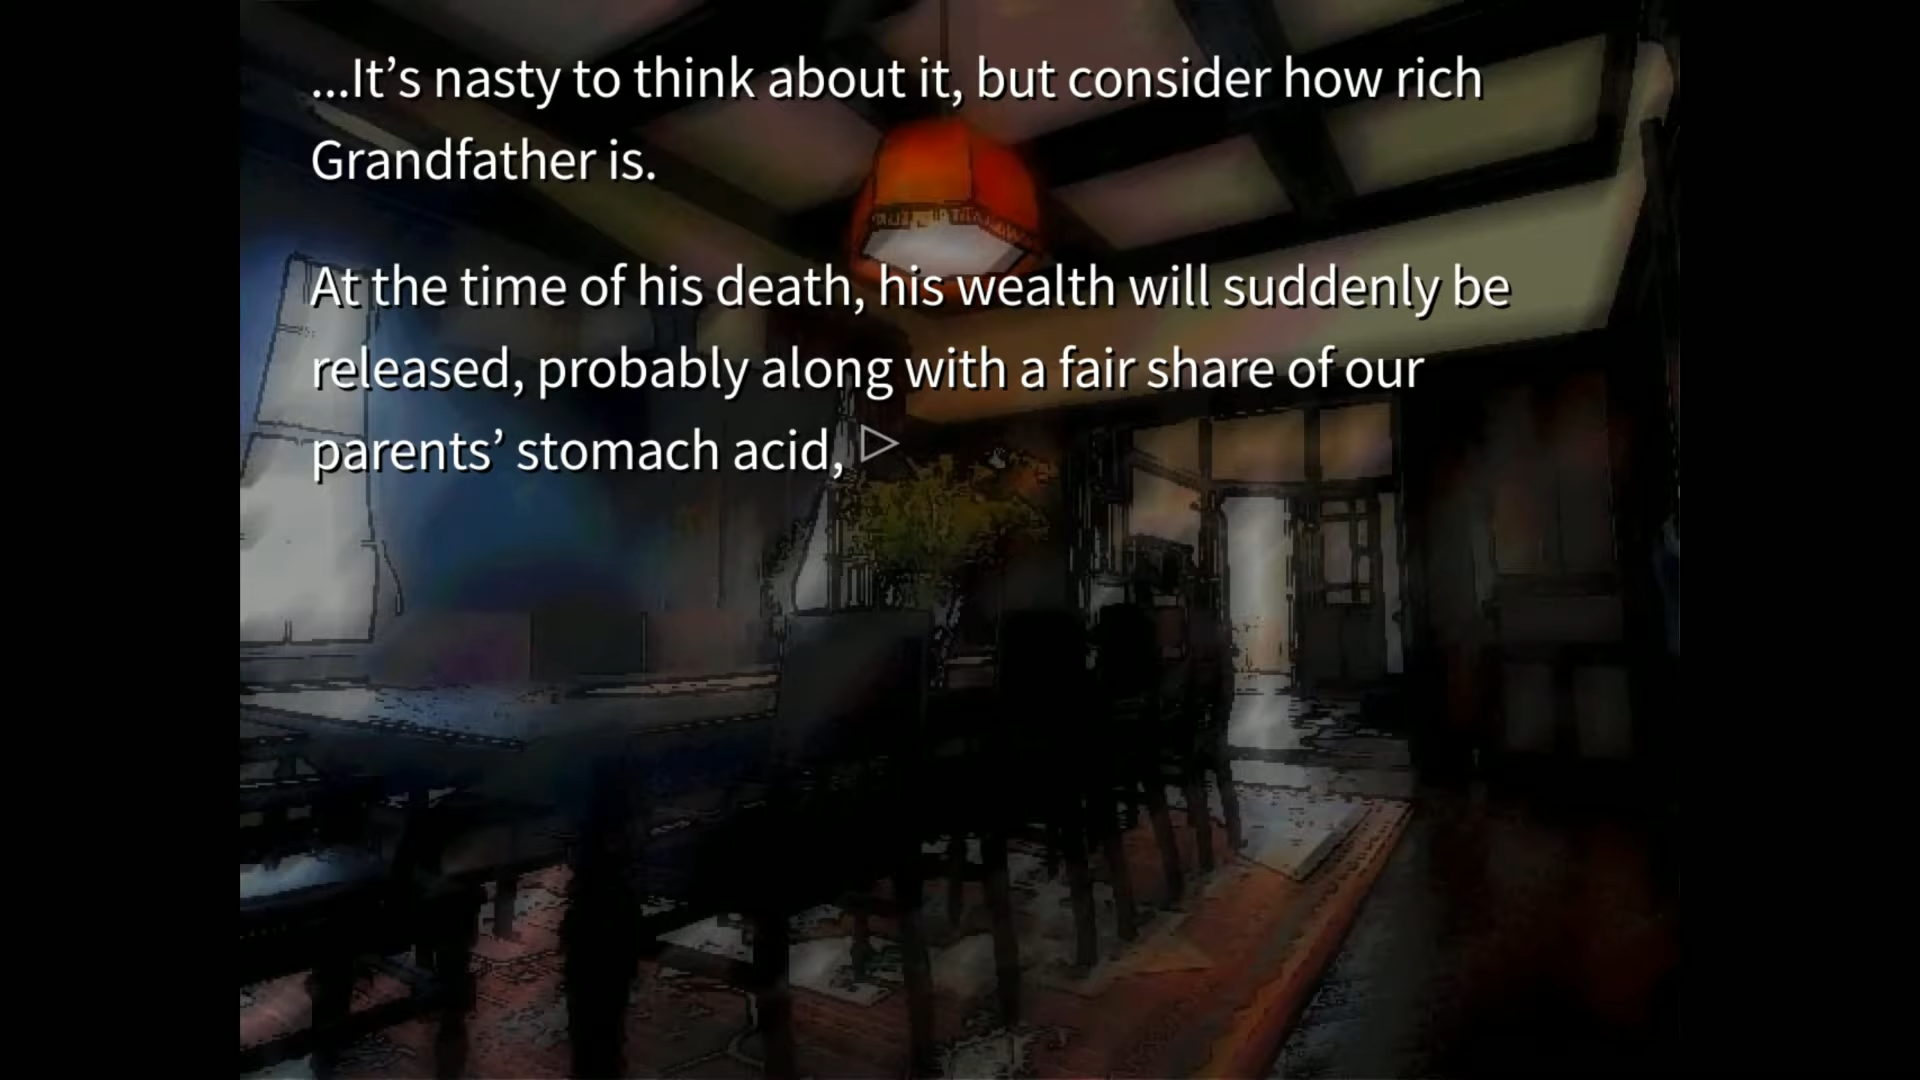 ...It’s nasty to think about it, but consider how rich
Grandfather is.
At the time of his death, his wealth will suddenly be
released, probably along with a fair share of our
parents’ stomach acid,